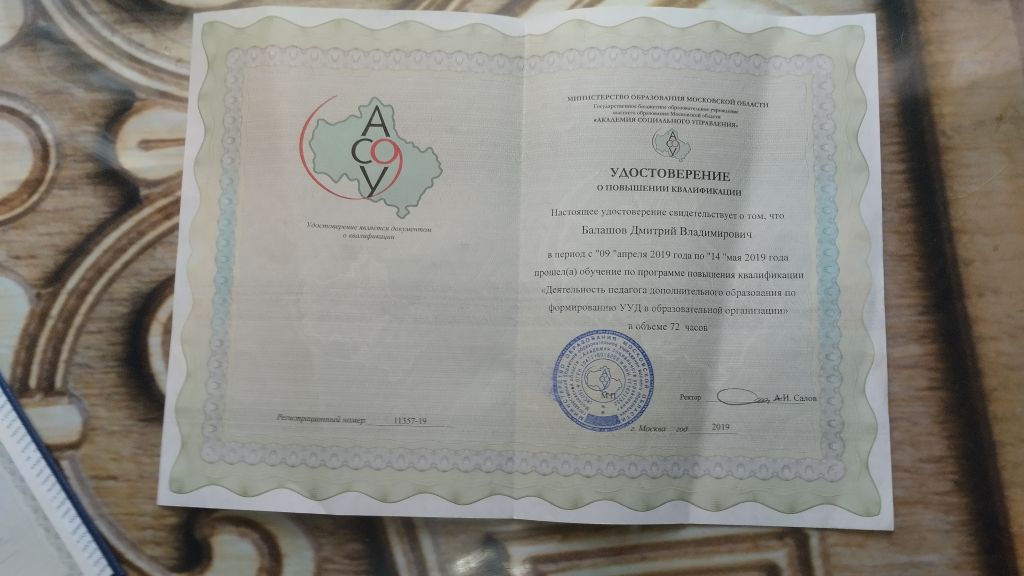 АСОУ
Удостоверение является документом
о квалификации
Регистрационный номер 11357-19
МИНИСТЕРСТВО ОБРАЗОВАНИЯ МОСКОВСКОЙ ОБЛАСТИ
Государственное бюджетное образовательное учреждение
высшего образования Московской области
«АКАДЕМИЯ СОЦИАЛЬНОГО УПРАВЛЕНИЯ»
АСОУ
УДОСТОВЕРЕНИЕ
О ПОВЫШЕНИИ КВАЛИФИКАЦИИ
Настоящее удостоверение свидетельствует о том, что
Балашов Дмитрий Владимирович
в период с "09 "апреля 2019 года по "14 "мая 2019 года
прошел(а) обучение по программе повышения квалификации
«Деятельность педагога дополнительного образования по
формированию УУД в образовательной организации»
в объеме 72 часов
М.П.
Ректор А.И. Салов
г. Москва год 2019